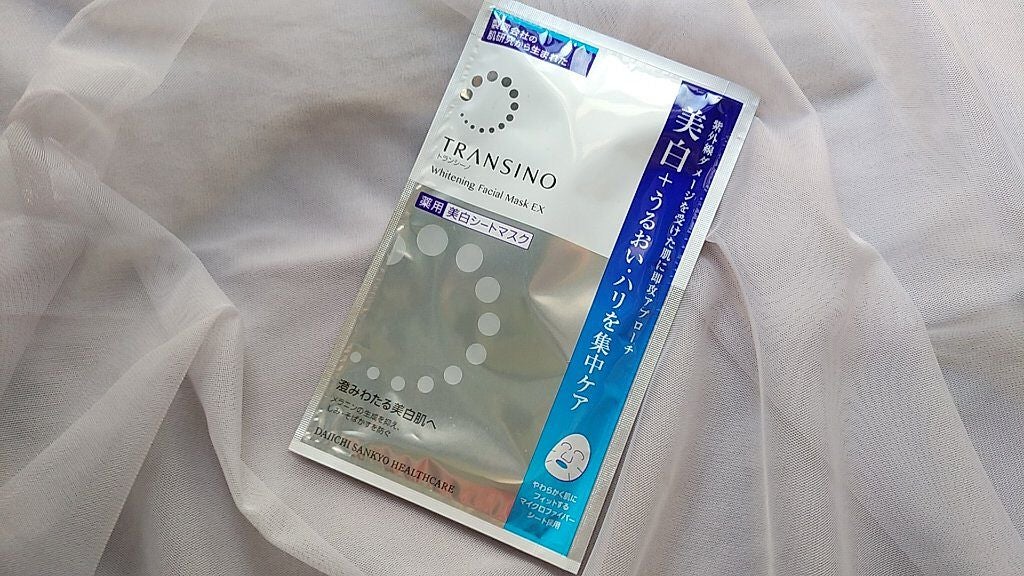 製薬会社の
肌研究から生まれた
TRANSINO
トランシーノ
Whitening Facial Mask EX
薬用 美白シートマスク
紫外線ダメージを受けた肌に即攻アプローチ
美白+うるおい・ハリを集中ケア
澄みわたる美白肌へ
メラニンの生成を抑え、
しみ・そばかすを防ぐ
DAIICHI SANKYO HEALTHCARE
やわらかく肌に
フィットする
マイクロファイバー
シート採用